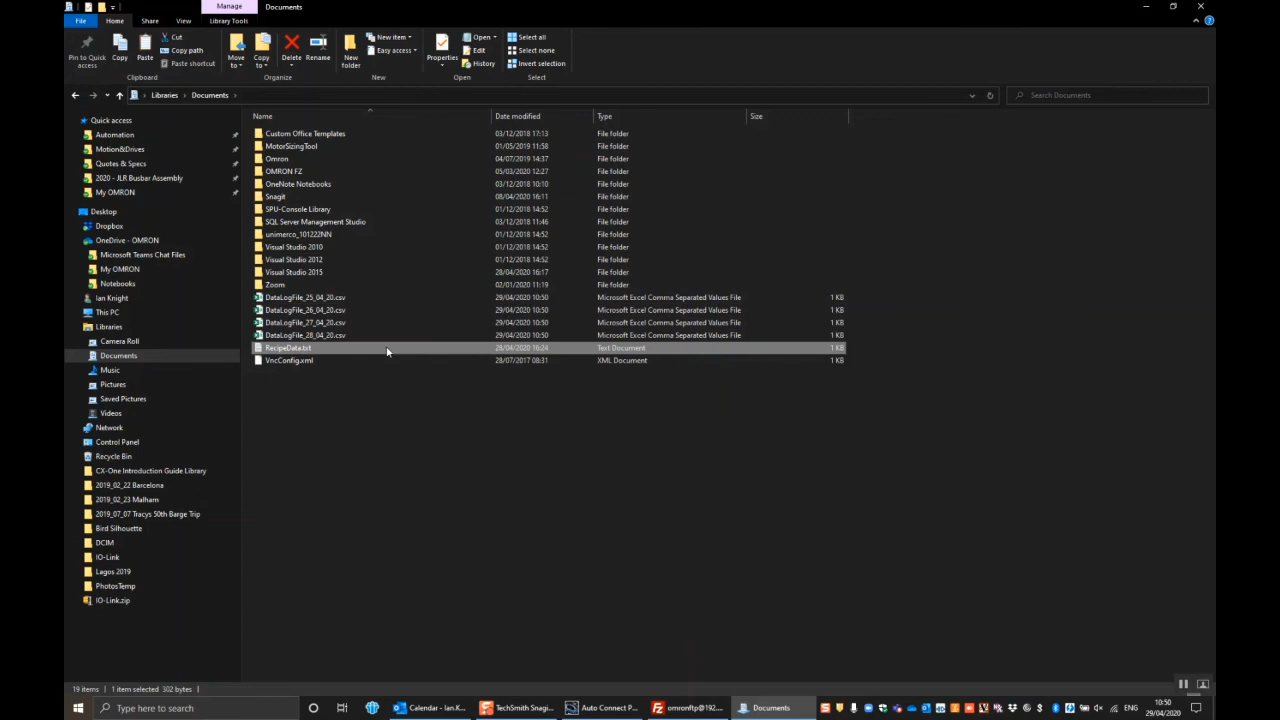 Manage
Documents
File
Home
Share
View
Library Tools
Pin to Quick access
Copy
Paste
Cut
Copy path
Paste shortcut
Clipboard
Move to
Copy to
Delete
Rename
Organize
New folder
New item
Easy access
New
Properties
Open
Edit
History
Open
Select all
Select none
Invert selection
Select
Libraries > Documents >
Search Documents
Quick access
Automation
Motion&Drives
Quotes & Specs
2020 - JLR Busbar Assembly
My OMRON
Desktop
Dropbox
OneDrive - OMRON
Microsoft Teams Chat Files
My OMRON
Notebooks
Ian Knight
This PC
Libraries
Camera Roll
Documents
Music
Pictures
Saved Pictures
Videos
Network
Control Panel
Recycle Bin
CX-One Introduction Guide Library
2019_02_22 Barcelona
2019_02_23 Malham
2019_07_07 Tracys 50th Barge Trip
Bird Silhouette
DCIM
IO-Link
Lagos 2019
PhotosTemp
IO-Link.zip
Name Date modified Type Size
Custom Office Templates 03/12/2018 17:13 File folder
MotorSizingTool 01/05/2019 11:58 File folder
Omron 04/07/2019 14:37 File folder
OMRON FZ 05/03/2020 12:27 File folder
OneNote Notebooks 03/12/2018 10:10 File folder
Snagit 08/04/2020 16:11 File folder
SPU-Console Library 01/12/2018 14:52 File folder
SQL Server Management Studio 03/12/2018 11:46 File folder
unimerco_101222NN 01/12/2018 14:52 File folder
Visual Studio 2010 01/12/2018 14:52 File folder
Visual Studio 2012 01/12/2018 14:52 File folder
Visual Studio 2015 28/04/2020 16:17 File folder
Zoom 02/01/2020 11:19 File folder
DataLogFile_25_04_20.csv 29/04/2020 10:50 Microsoft Excel Comma Separated Values File 1 KB
DataLogFile_26_04_20.csv 29/04/2020 10:50 Microsoft Excel Comma Separated Values File 1 KB
DataLogFile_27_04_20.csv 29/04/2020 10:50 Microsoft Excel Comma Separated Values File 1 KB
DataLogFile_28_04_20.csv 29/04/2020 10:50 Microsoft Excel Comma Separated Values File 1 KB
RecipeData.txt 28/04/2020 16:24 Text Document 1 KB
VncConfig.xml 28/07/2017 08:31 XML Document 1 KB
19 items 1 item selected 302 bytes
Type here to search
Calendar - Ian.K...
TechSmith Snagi...
Auto Connect P...
omronftp@192....
Documents
ENG
10:50
29/04/2020